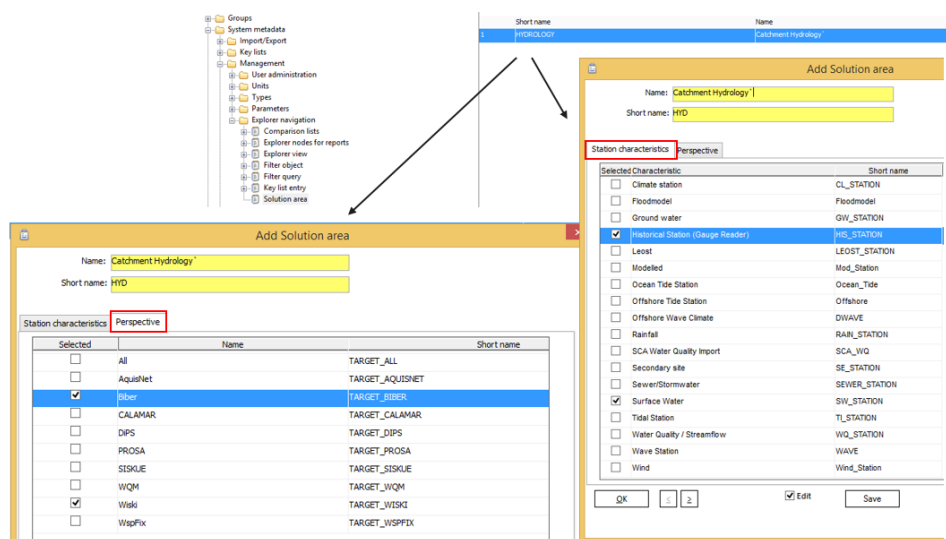 Groups
System metadata
Import/Export
Key lists
Management
User administration
Units
Types
Parameters
Explorer navigation
Comparison lists
Explorer nodes for reports
Explorer view
Filter object
Filter query
Key list entry
Solution area
Short name Name
1 HYDROLOGY Catchment Hydrology`
Add Solution area
Name: Catchment Hydrology`
Short name: HYD
Station characteristics Perspective
Selected Characteristic Short name
Climate station CL_STATION
Floodmodel Floodmodel
Ground water GW_STATION
Historical Station (Gauge Reader) HIS_STATION
Leost LEOST_STATION
Modelled Mod_Station
Ocean Tide Station Ocean_Tide
Offshore Tide Station Offshore
Offshore Wave Climate DWAVE
Rainfall RAIN_STATION
SCA Water Quality Import SCA_WQ
Secondary site SE_STATION
Sewer/Stormwater SEWER_STATION
Surface Water SW_STATION
Tidal Station TI_STATION
Water Quality / Streamflow WQ_STATION
Wave Station WAVE
Wind Wind_Station
OK ≤ ≥ Edit Save
Add Solution area
Name: Catchment Hydrology`
Short name: HYD
Station characteristics Perspective
Selected Name Short name
All TARGET_ALL
AquisNet TARGET_AQUISNET
Biber TARGET_BIBER
CALAMAR TARGET_CALAMAR
DiPS TARGET_DIPS
PROSA TARGET_PROSA
SISKUE TARGET_SISKUE
WQM TARGET_WQM
Wiski TARGET_WISKI
WspFix TARGET_WSPFIX